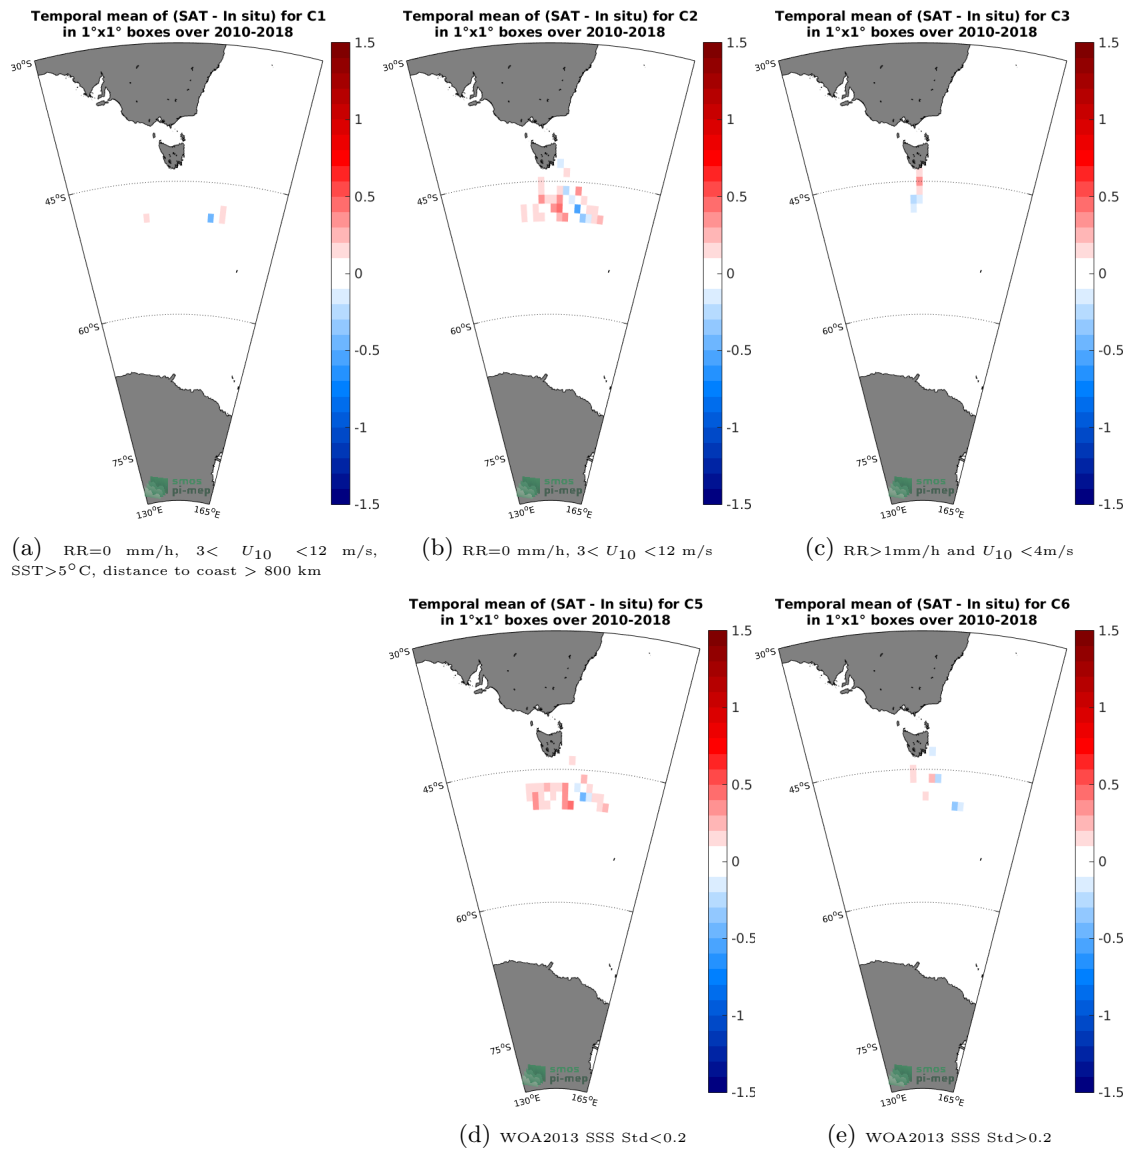 Temporal mean of (SAT - In situ) for C1
in 1°x1° boxes over 2010-2018
30°S
45°S
60°S
75°S
130°E
165°E
1.5
1
0.5
0
-0.5
-1
-1.5
smos
pi-mep
(a) RR=0 mm/h, 3< U10 <12 m/s,
SST>5°C, distance to coast > 800 km
Temporal mean of (SAT - In situ) for C2
in 1°x1° boxes over 2010-2018
30°S
45°S
60°S
75°S
130°E
165°E
1.5
1
0.5
0
-0.5
-1
-1.5
smos
pi-mep
(b) RR=0 mm/h, 3< U10 <12 m/s
Temporal mean of (SAT - In situ) for C3
in 1°x1° boxes over 2010-2018
30°S
45°S
60°S
75°S
130°E
165°E
1.5
1
0.5
0
-0.5
-1
-1.5
smos
pi-mep
(c) RR>1mm/h and U10 <4m/s
Temporal mean of (SAT - In situ) for C5
in 1°x1° boxes over 2010-2018
30°S
45°S
60°S
75°S
130°E
165°E
1.5
1
0.5
0
-0.5
-1
-1.5
smos
pi-mep
(d) WOA2013 SSS Std<0.2
Temporal mean of (SAT - In situ) for C6
in 1°x1° boxes over 2010-2018
30°S
45°S
60°S
75°S
130°E
165°E
1.5
1
0.5
0
-0.5
-1
-1.5
smos
pi-mep
(e) WOA2013 SSS Std>0.2